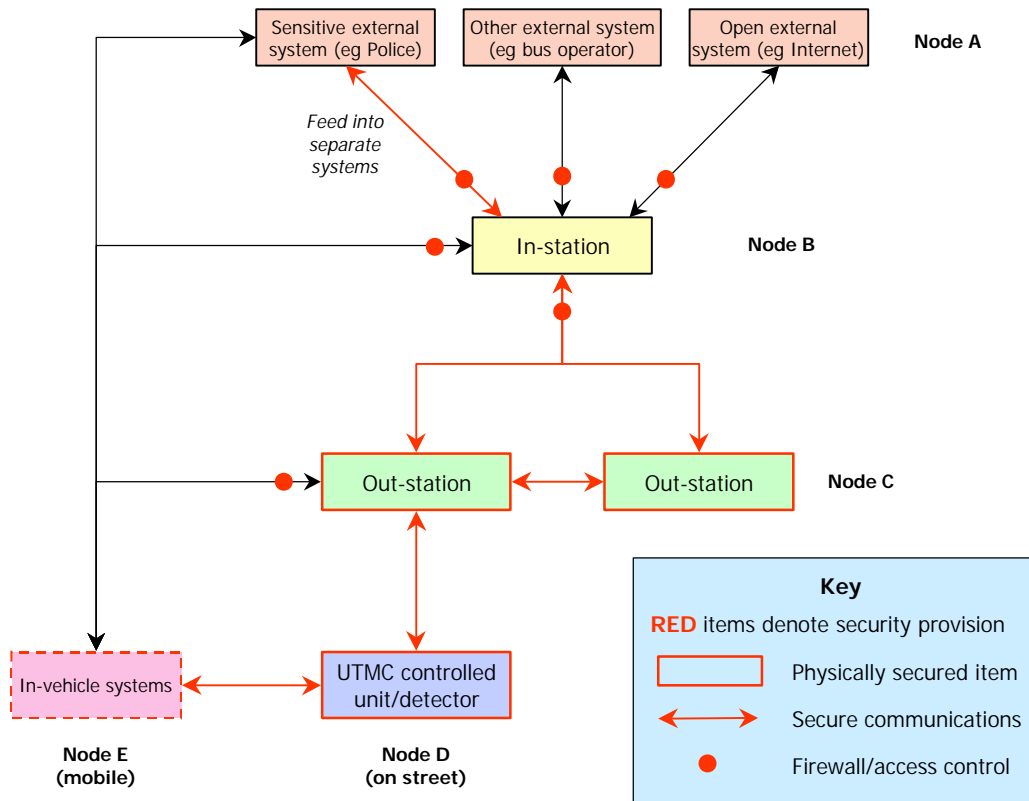 Sensitive external
system (eg Police)
Other external system
(eg bus operator)
Open external
system (eg Internet)
Node A
Feed into
separate
systems
In-station
Node B
Out-station
Out-station
Node C
Key
RED items denote security provision
Physically secured item
Secure communications
Firewall/access control
In-vehicle systems
UTMC controlled
unit/detector
Node E
(mobile)
Node D
(on street)